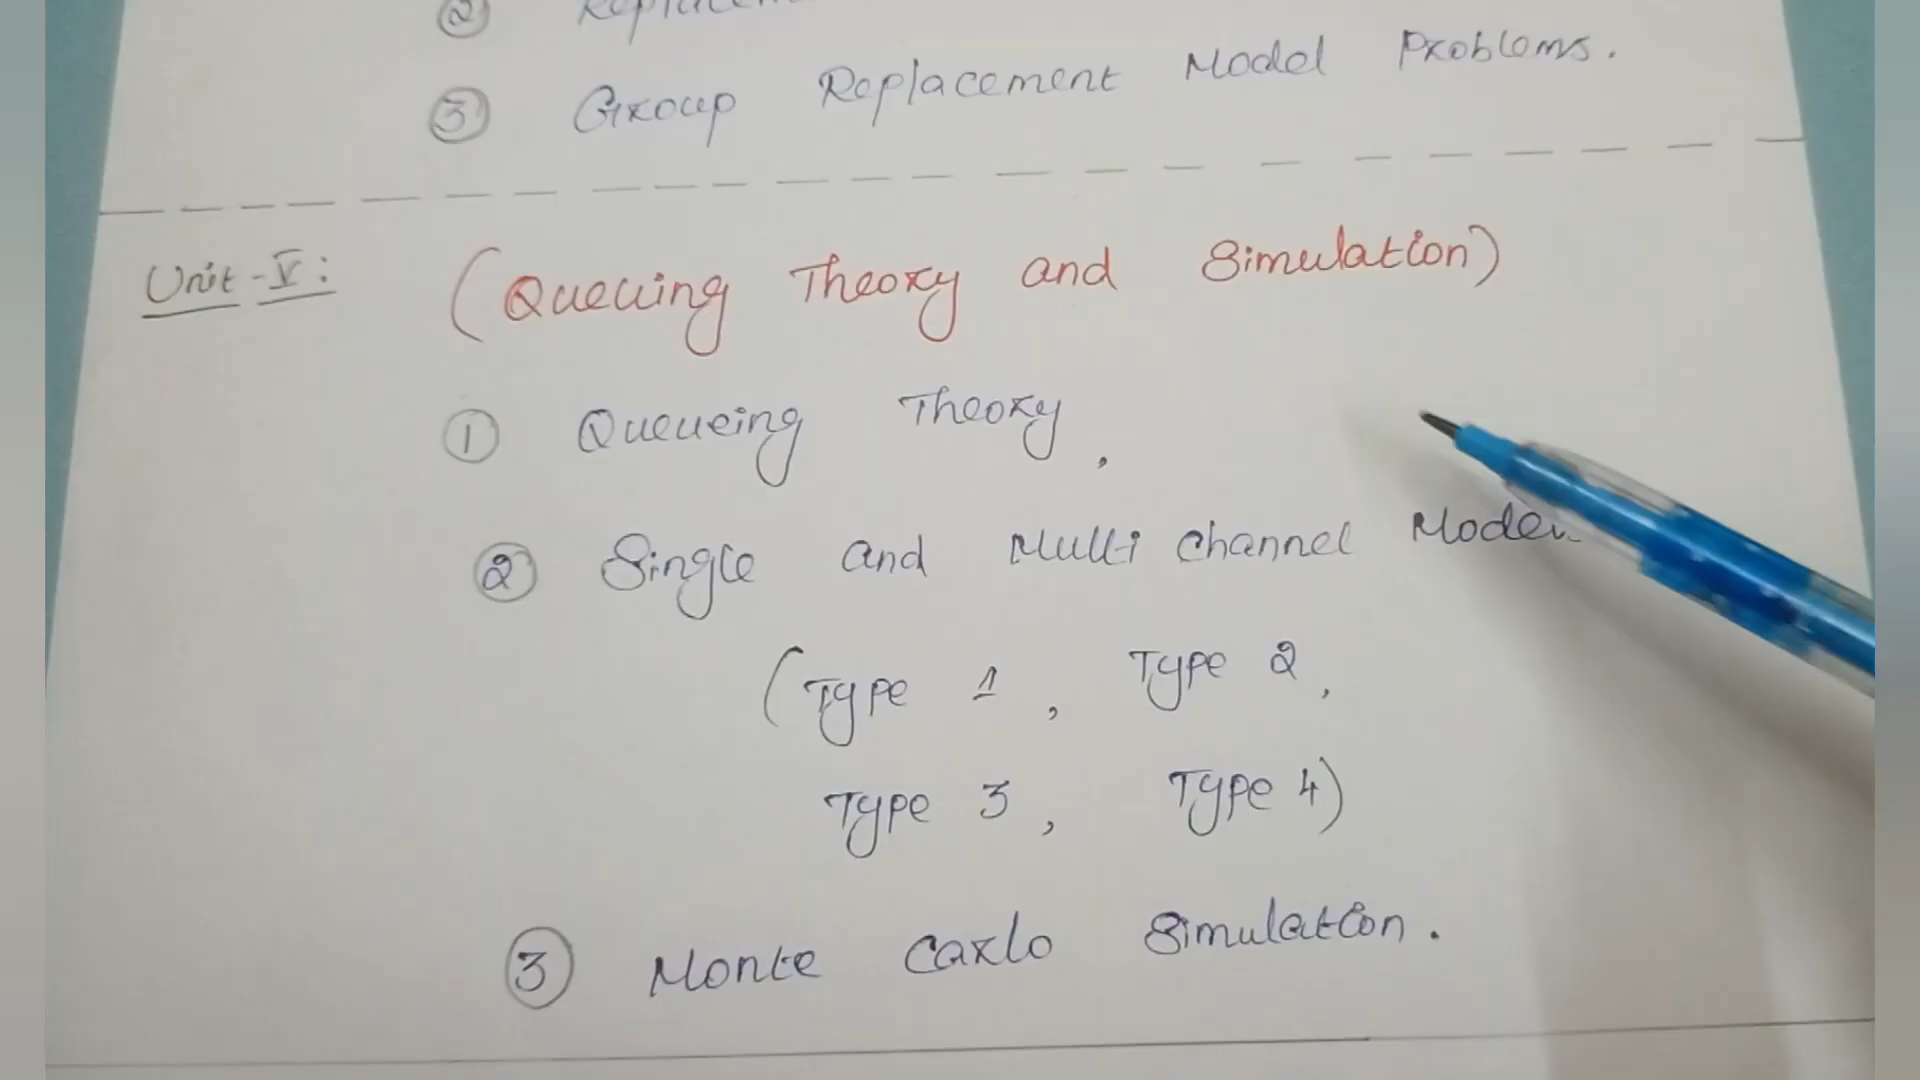 ②
③ Group Replacement Model Problems.
Unit-V: (Queuing Theory and Simulation)
① Queueing Theory.
② Single and Multi channel
(Type 1, Type 2,
Type 3, Type 4)
③ Monte Carlo Simulation.